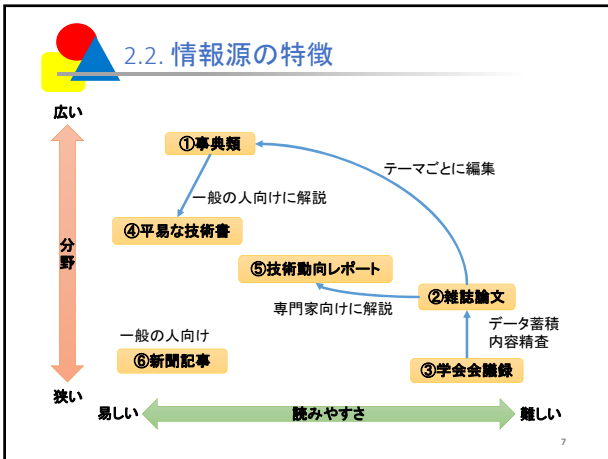 2.2. 情報源の特徴
広い
①事典類
テーマごとに編集
一般の人向けに解説
④平易な技術書
分野
⑤技術動向レポート
②雑誌論文
専門家向けに解説
データ蓄積
内容精査
一般の人向け
⑥新聞記事
③学会会議録
狭い
易しい
読みやすさ
難しい
7